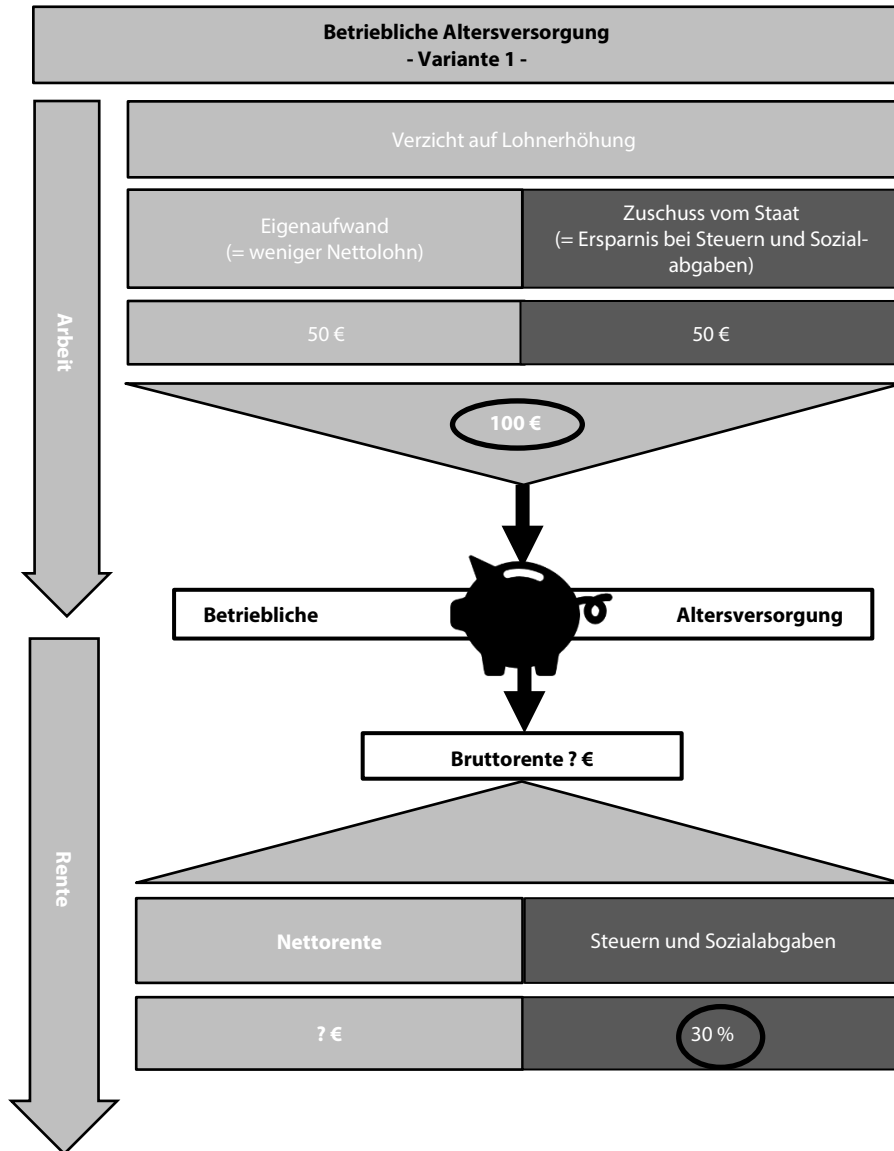 Betriebliche Altersversorgung
- Variante 1 -
Verzicht auf Lohnerhöhung
Eigenaufwand
(= weniger Nettolohn)
Zuschuss vom Staat
(= Ersparnis bei Steuern und Sozial-
abgaben)
Arbeit
50 €
50 €
100 €
Betriebliche
Altersversorgung
Bruttorente ? €
Rente
Nettorente
Steuern und Sozialabgaben
? €
30 %